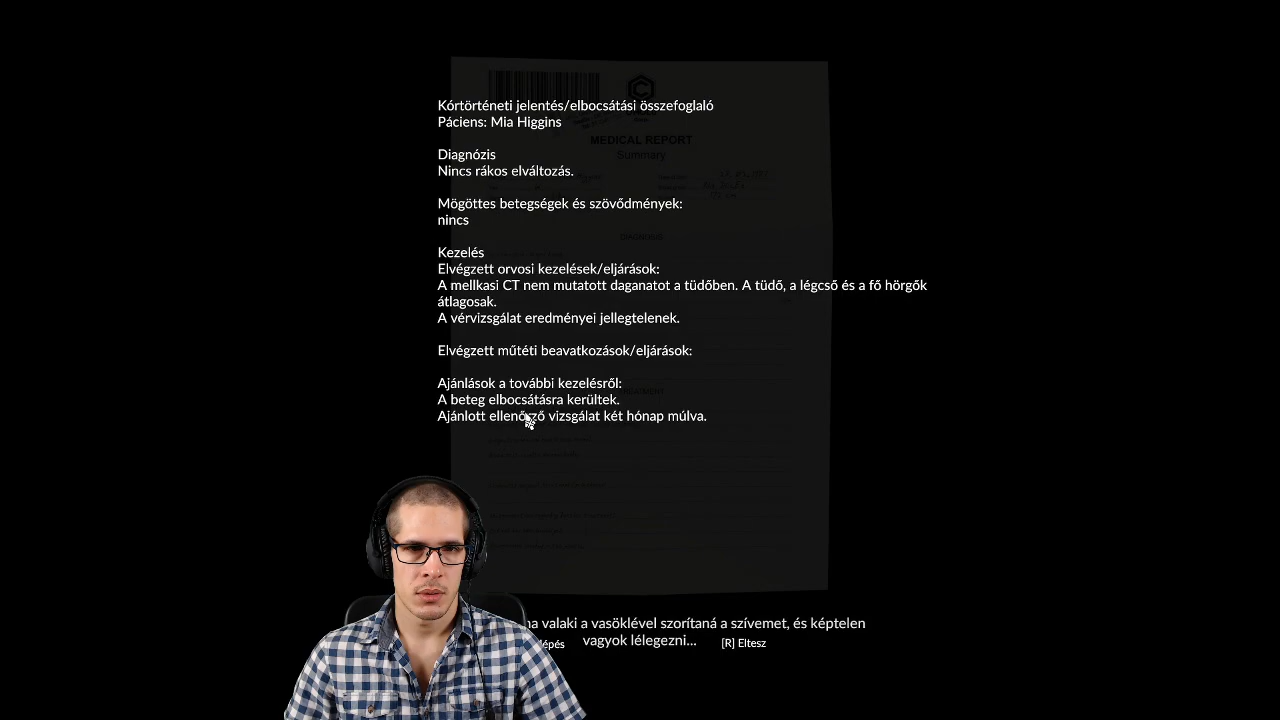 Kórtörténeti jelentés/elbocsátási összefoglaló
Páciens: Mia Higgins
MEDICAL REPORT
Summary
Diagnózis
Nincs rákos elváltozás.
Mögöttes betegségek és szövődmények:
nincs
DIAGNOSIS
Kezelés
Elvégzett orvosi kezelések/eljárások:
A mellkasi CT nem mutatott daganatot a tüdőben. A tüdő, a légcső és a fő hörgők
átlagosak.
A vérvizsgálat eredményei jellegtelenek.
Elvégzett műtéti beavatkozások/eljárások:
Ajánlások a további kezelésről:
A beteg elbocsátásra kerültek.
Ajánlott ellenőrző vizsgálat két hónap múlva.
valaki a vasöklével szorítaná a szívemet, és képtelen
vagyok lélegezni... [R] Eltesz